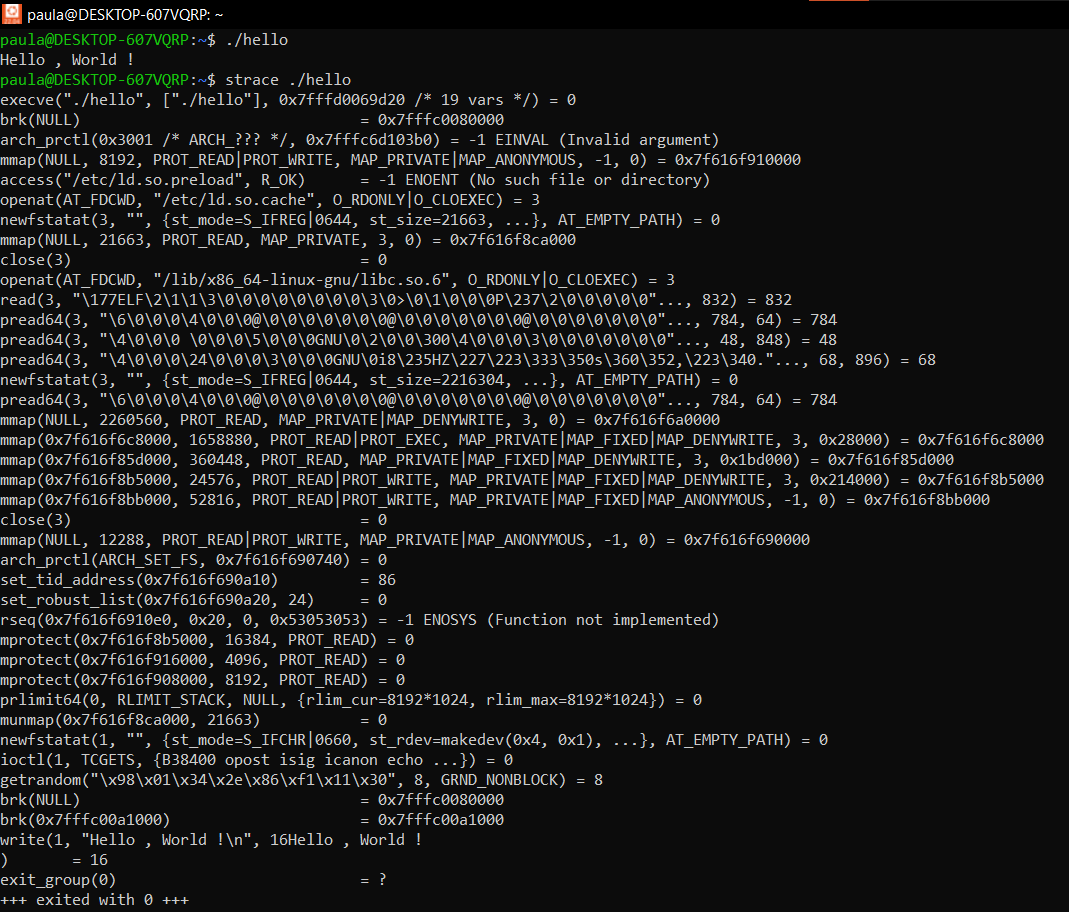 paula@DESKTOP-607VQRP: ~
paula@DESKTOP-607VQRP:~$ ./hello
Hello , World !
paula@DESKTOP-607VQRP:~$ strace ./hello
execve("./hello", ["./hello"], 0x7fffd0069d20 /* 19 vars */) = 0
brk(NULL)                               = 0x7fffc0080000
arch_prctl(0x3001 /* ARCH_??? */, 0x7fffc6d103b0) = -1 EINVAL (Invalid argument)
mmap(NULL, 8192, PROT_READ|PROT_WRITE, MAP_PRIVATE|MAP_ANONYMOUS, -1, 0) = 0x7f616f910000
access("/etc/ld.so.preload", R_OK)      = -1 ENOENT (No such file or directory)
openat(AT_FDCWD, "/etc/ld.so.cache", O_RDONLY|O_CLOEXEC) = 3
newfstatat(3, "", {st_mode=S_IFREG|0644, st_size=21663, ...}, AT_EMPTY_PATH) = 0
mmap(NULL, 21663, PROT_READ, MAP_PRIVATE, 3, 0) = 0x7f616f8ca000
close(3)                                = 0
openat(AT_FDCWD, "/lib/x86_64-linux-gnu/libc.so.6", O_RDONLY|O_CLOEXEC) = 3
read(3, "\177ELF\2\1\1\3\0\0\0\0\0\0\0\0\3\0>\0\1\0\0\0P\237\2\0\0\0\0\0"..., 832) = 832
pread64(3, "\6\0\0\0\4\0\0\0@\0\0\0\0\0\0\0@\0\0\0\0\0\0\0@\0\0\0\0\0\0\0"..., 784, 64) = 784
pread64(3, "\4\0\0\0 \0\0\0\5\0\0\0GNU\0\2\0\0\300\4\0\0\0\3\0\0\0\0\0\0\0"..., 48, 848) = 48
pread64(3, "\4\0\0\0\24\0\0\0\3\0\0\0GNU\0i8\235HZ\227\223\333\350s\360\352,\223\340."..., 68, 896) = 68
newfstatat(3, "", {st_mode=S_IFREG|0644, st_size=2216304, ...}, AT_EMPTY_PATH) = 0
pread64(3, "\6\0\0\0\4\0\0\0@\0\0\0\0\0\0\0@\0\0\0\0\0\0\0@\0\0\0\0\0\0\0"..., 784, 64) = 784
mmap(NULL, 2260560, PROT_READ, MAP_PRIVATE|MAP_DENYWRITE, 3, 0) = 0x7f616f6a0000
mmap(0x7f616f6c8000, 1658880, PROT_READ|PROT_EXEC, MAP_PRIVATE|MAP_FIXED|MAP_DENYWRITE, 3, 0x28000) = 0x7f616f6c8000
mmap(0x7f616f85d000, 360448, PROT_READ, MAP_PRIVATE|MAP_FIXED|MAP_DENYWRITE, 3, 0x1bd000) = 0x7f616f85d000
mmap(0x7f616f8b5000, 24576, PROT_READ|PROT_WRITE, MAP_PRIVATE|MAP_FIXED|MAP_DENYWRITE, 3, 0x214000) = 0x7f616f8b5000
mmap(0x7f616f8bb000, 52816, PROT_READ|PROT_WRITE, MAP_PRIVATE|MAP_FIXED|MAP_ANONYMOUS, -1, 0) = 0x7f616f8bb000
close(3)                                = 0
mmap(NULL, 12288, PROT_READ|PROT_WRITE, MAP_PRIVATE|MAP_ANONYMOUS, -1, 0) = 0x7f616f690000
arch_prctl(ARCH_SET_FS, 0x7f616f690740) = 0
set_tid_address(0x7f616f690a10)         = 86
set_robust_list(0x7f616f690a20, 24)     = 0
rseq(0x7f616f6910e0, 0x20, 0, 0x53053053) = -1 ENOSYS (Function not implemented)
mprotect(0x7f616f8b5000, 16384, PROT_READ) = 0
mprotect(0x7f616f916000, 4096, PROT_READ) = 0
mprotect(0x7f616f908000, 8192, PROT_READ) = 0
prlimit64(0, RLIMIT_STACK, NULL, {rlim_cur=8192*1024, rlim_max=8192*1024}) = 0
munmap(0x7f616f8ca000, 21663)           = 0
newfstatat(1, "", {st_mode=S_IFCHR|0660, st_rdev=makedev(0x4, 0x1), ...}, AT_EMPTY_PATH) = 0
ioctl(1, TCGETS, {B38400 opost isig icanon echo ...}) = 0
getrandom("\x98\x01\x34\x2e\x86\xf1\x11\x30", 8, GRND_NONBLOCK) = 8
brk(NULL)                               = 0x7fffc0080000
brk(0x7fffc00a1000)                     = 0x7fffc00a1000
write(1, "Hello , World !\n", 16Hello , World !
)       = 16
exit_group(0)                           = ?
+++ exited with 0 +++